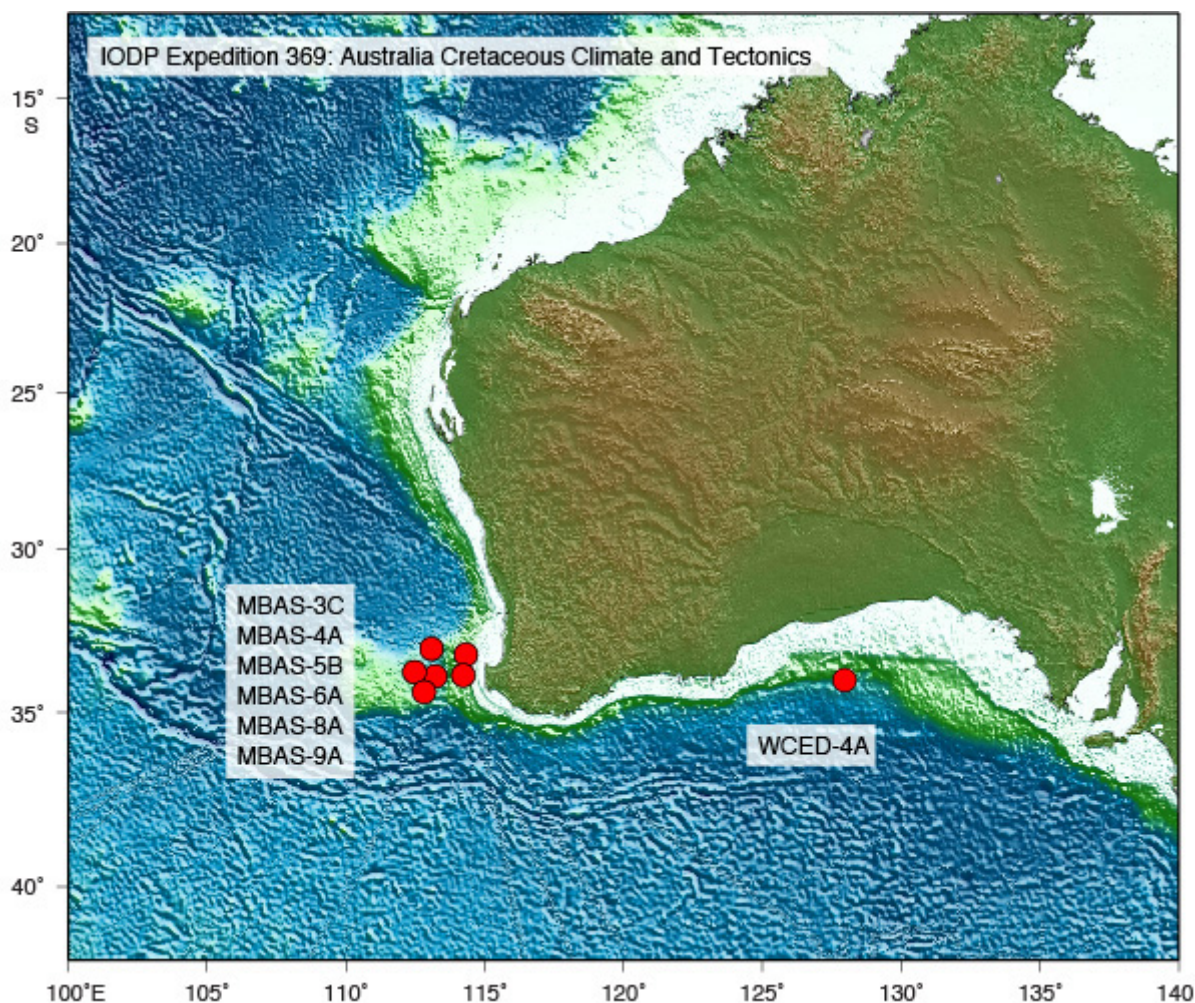 IODP Expedition 369: Australia Cretaceous Climate and Tectonics
15°
S
20°
25°
30°
MBAS-3C
MBAS-4A
MBAS-5B
MBAS-6A
MBAS-8A
MBAS-9A
35°
WCED-4A
40°
100°E 105° 110° 115° 120° 125° 130° 135° 140